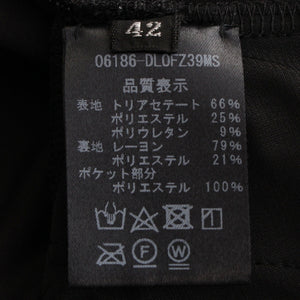 42
06186-DLOFZ39MS
品質表示
表地 トリアセテート 66%
ポリエステル 25%
ポリウレタン 9%
裏地 レーヨン 79%
ポリエステル 21%
ポケット部分
ポリエステル 100%
F W